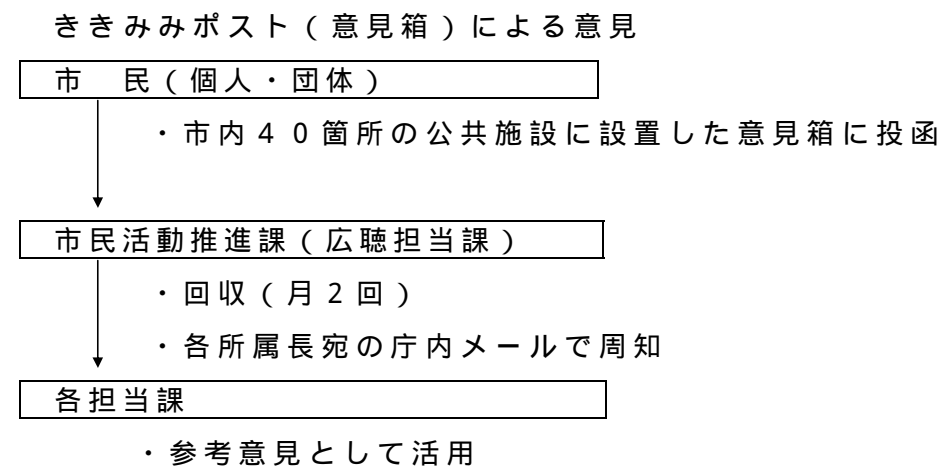 ききみみポスト（意見箱）による意見
市　民（個人・団体）
・市内４０箇所の公共施設に設置した意見箱に投函
市民活動推進課（広聴担当課）
・回収（月２回）
・各所属長宛の庁内メールで周知
各担当課
・参考意見として活用